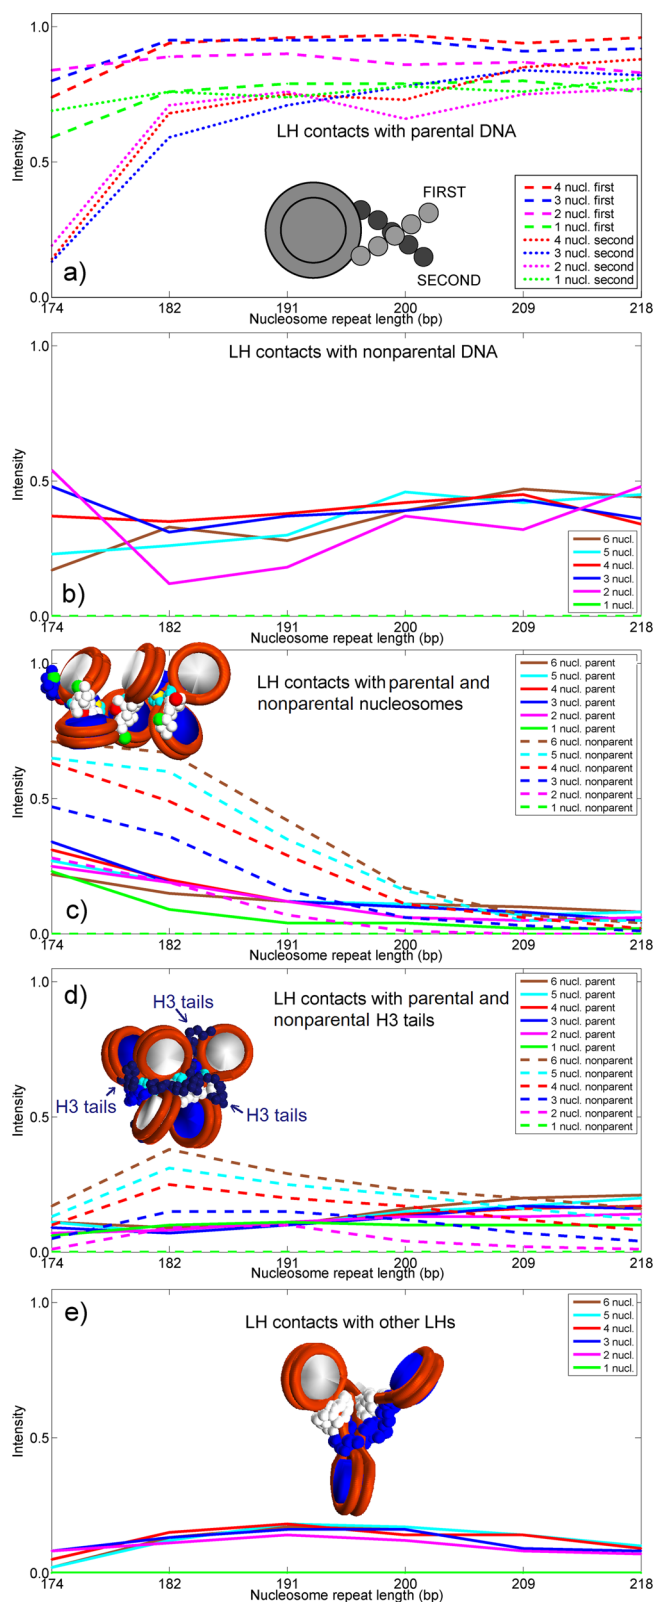 1.0
LH contacts with parental DNA
Intensity
0.5
FIRST
SECOND
4 nucl. first
3 nucl. first
2 nucl. first
1 nucl. first
4 nucl. second
3 nucl. second
2 nucl. second
1 nucl. second
a)
0.0
174 182 191 200 209 218
Nucleosome repeat length (bp)
1.0
LH contacts with nonparental DNA
Intensity
0.5
6 nucl.
5 nucl.
4 nucl.
3 nucl.
2 nucl.
1 nucl.
b)
0.0
174 182 191 200 209 218
Nucleosome repeat length (bp)
1.0
LH contacts with parental and
nonparental nucleosomes
6 nucl. parent
5 nucl. parent
4 nucl. parent
3 nucl. parent
2 nucl. parent
1 nucl. parent
6 nucl. nonparent
5 nucl. nonparent
4 nucl. nonparent
3 nucl. nonparent
2 nucl. nonparent
1 nucl. nonparent
Intensity
0.5
c)
0.0
174 182 191 200 209 218
Nucleosome repeat length (bp)
1.0
d)
H3 tails
LH contacts with parental and
nonparental H3 tails
6 nucl. parent
5 nucl. parent
4 nucl. parent
3 nucl. parent
2 nucl. parent
1 nucl. parent
6 nucl. nonparent
5 nucl. nonparent
4 nucl. nonparent
3 nucl. nonparent
2 nucl. nonparent
1 nucl. nonparent
H3 tails
H3 tails
Intensity
0.5
0.0
174 182 191 200 209 218
Nucleosome repeat length (bp)
1.0
e)
LH contacts with other LHs
6 nucl.
5 nucl.
4 nucl.
3 nucl.
2 nucl.
1 nucl.
Intensity
0.5
0.0
174 182 191 200 209 218
Nucleosome repeat length (bp)